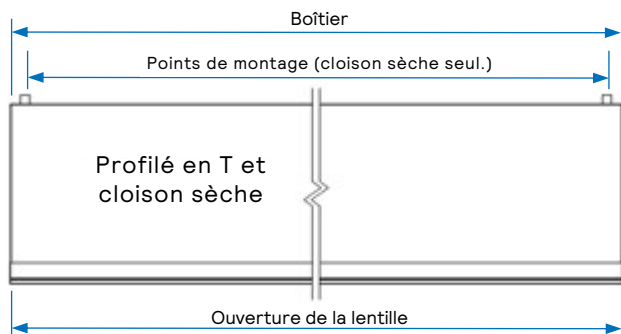 Boîtier
Points de montage (cloison sèche seul.)
Profilé en T et
cloison sèche
Ouverture de la lentille